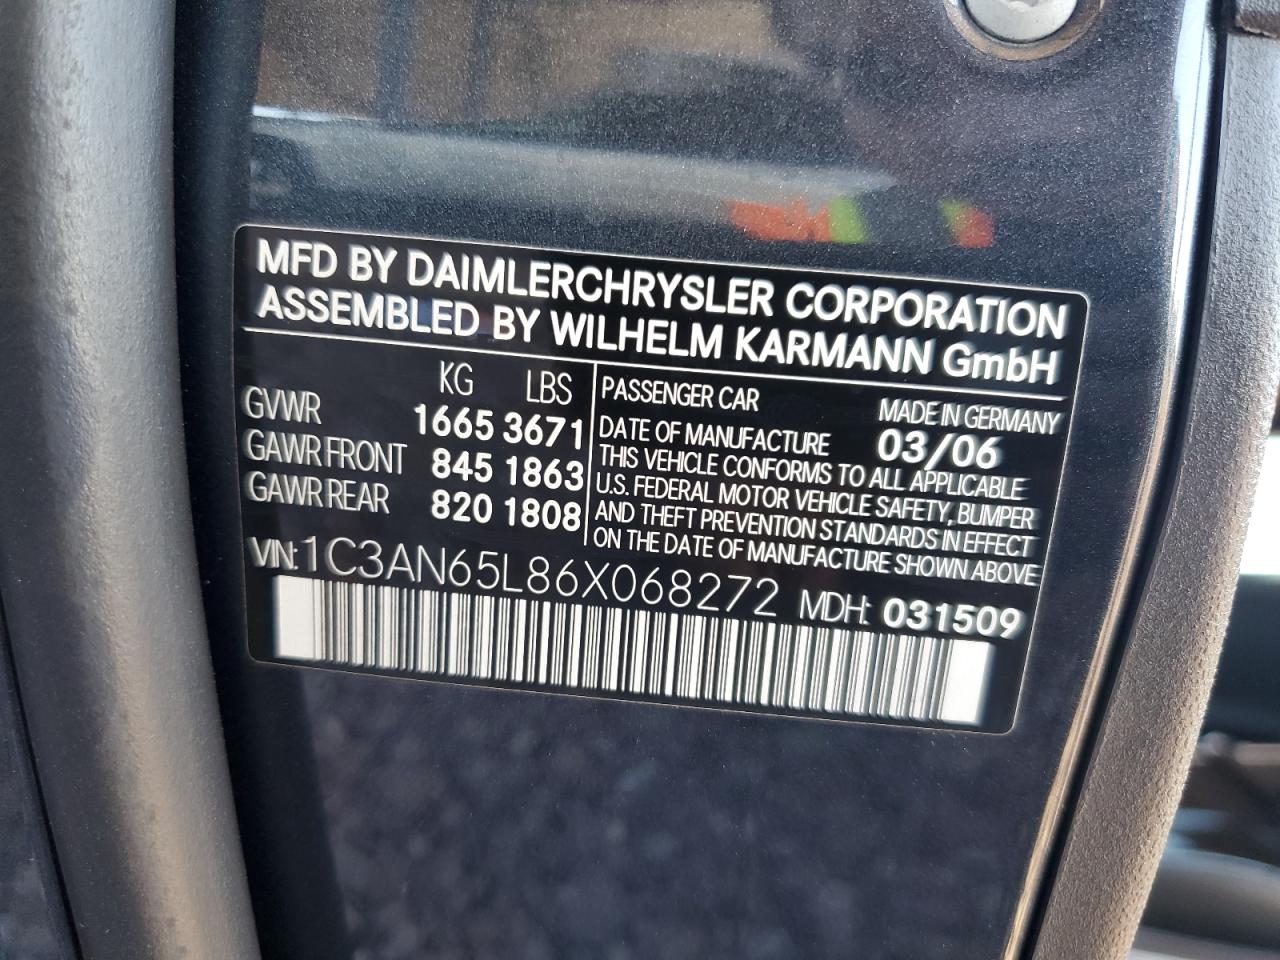 MFD BY DAIMLERCHRYSLER CORPORATION
ASSEMBLED BY WILHELM KARMANN GmbH
KG LBS
GVWR 1665 3671
GAWR FRONT 845 1863
GAWR REAR 820 1808
PASSENGER CAR MADE IN GERMANY
DATE OF MANUFACTURE 03/06
THIS VEHICLE CONFORMS TO ALL APPLICABLE
U.S. FEDERAL MOTOR VEHICLE SAFETY, BUMPER
AND THEFT PREVENTION STANDARDS IN EFFECT
ON THE DATE OF MANUFACTURE SHOWN ABOVE
VIN: 1C3AN65L86X068272 MDH: 031509